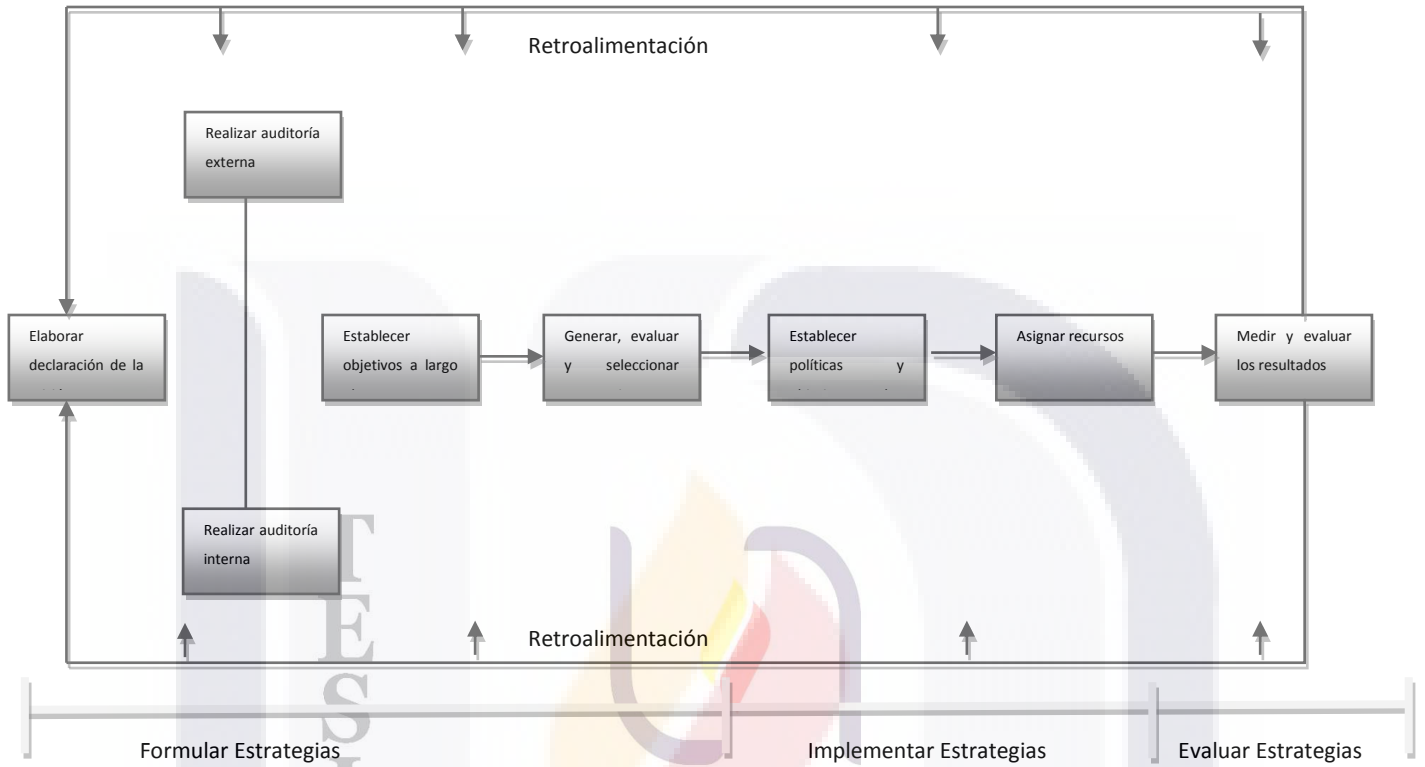 Retroalimentación
Realizar auditoría
externa
Elaborar
declaración de la
Establecer
objetivos a largo
Generar, evaluar
y seleccionar
Establecer
políticas y
Asignar recursos
Medir y evaluar
los resultados
Realizar auditoría
interna
Retroalimentación
TES
Formular Estrategias
Implementar Estrategias
Evaluar Estrategias